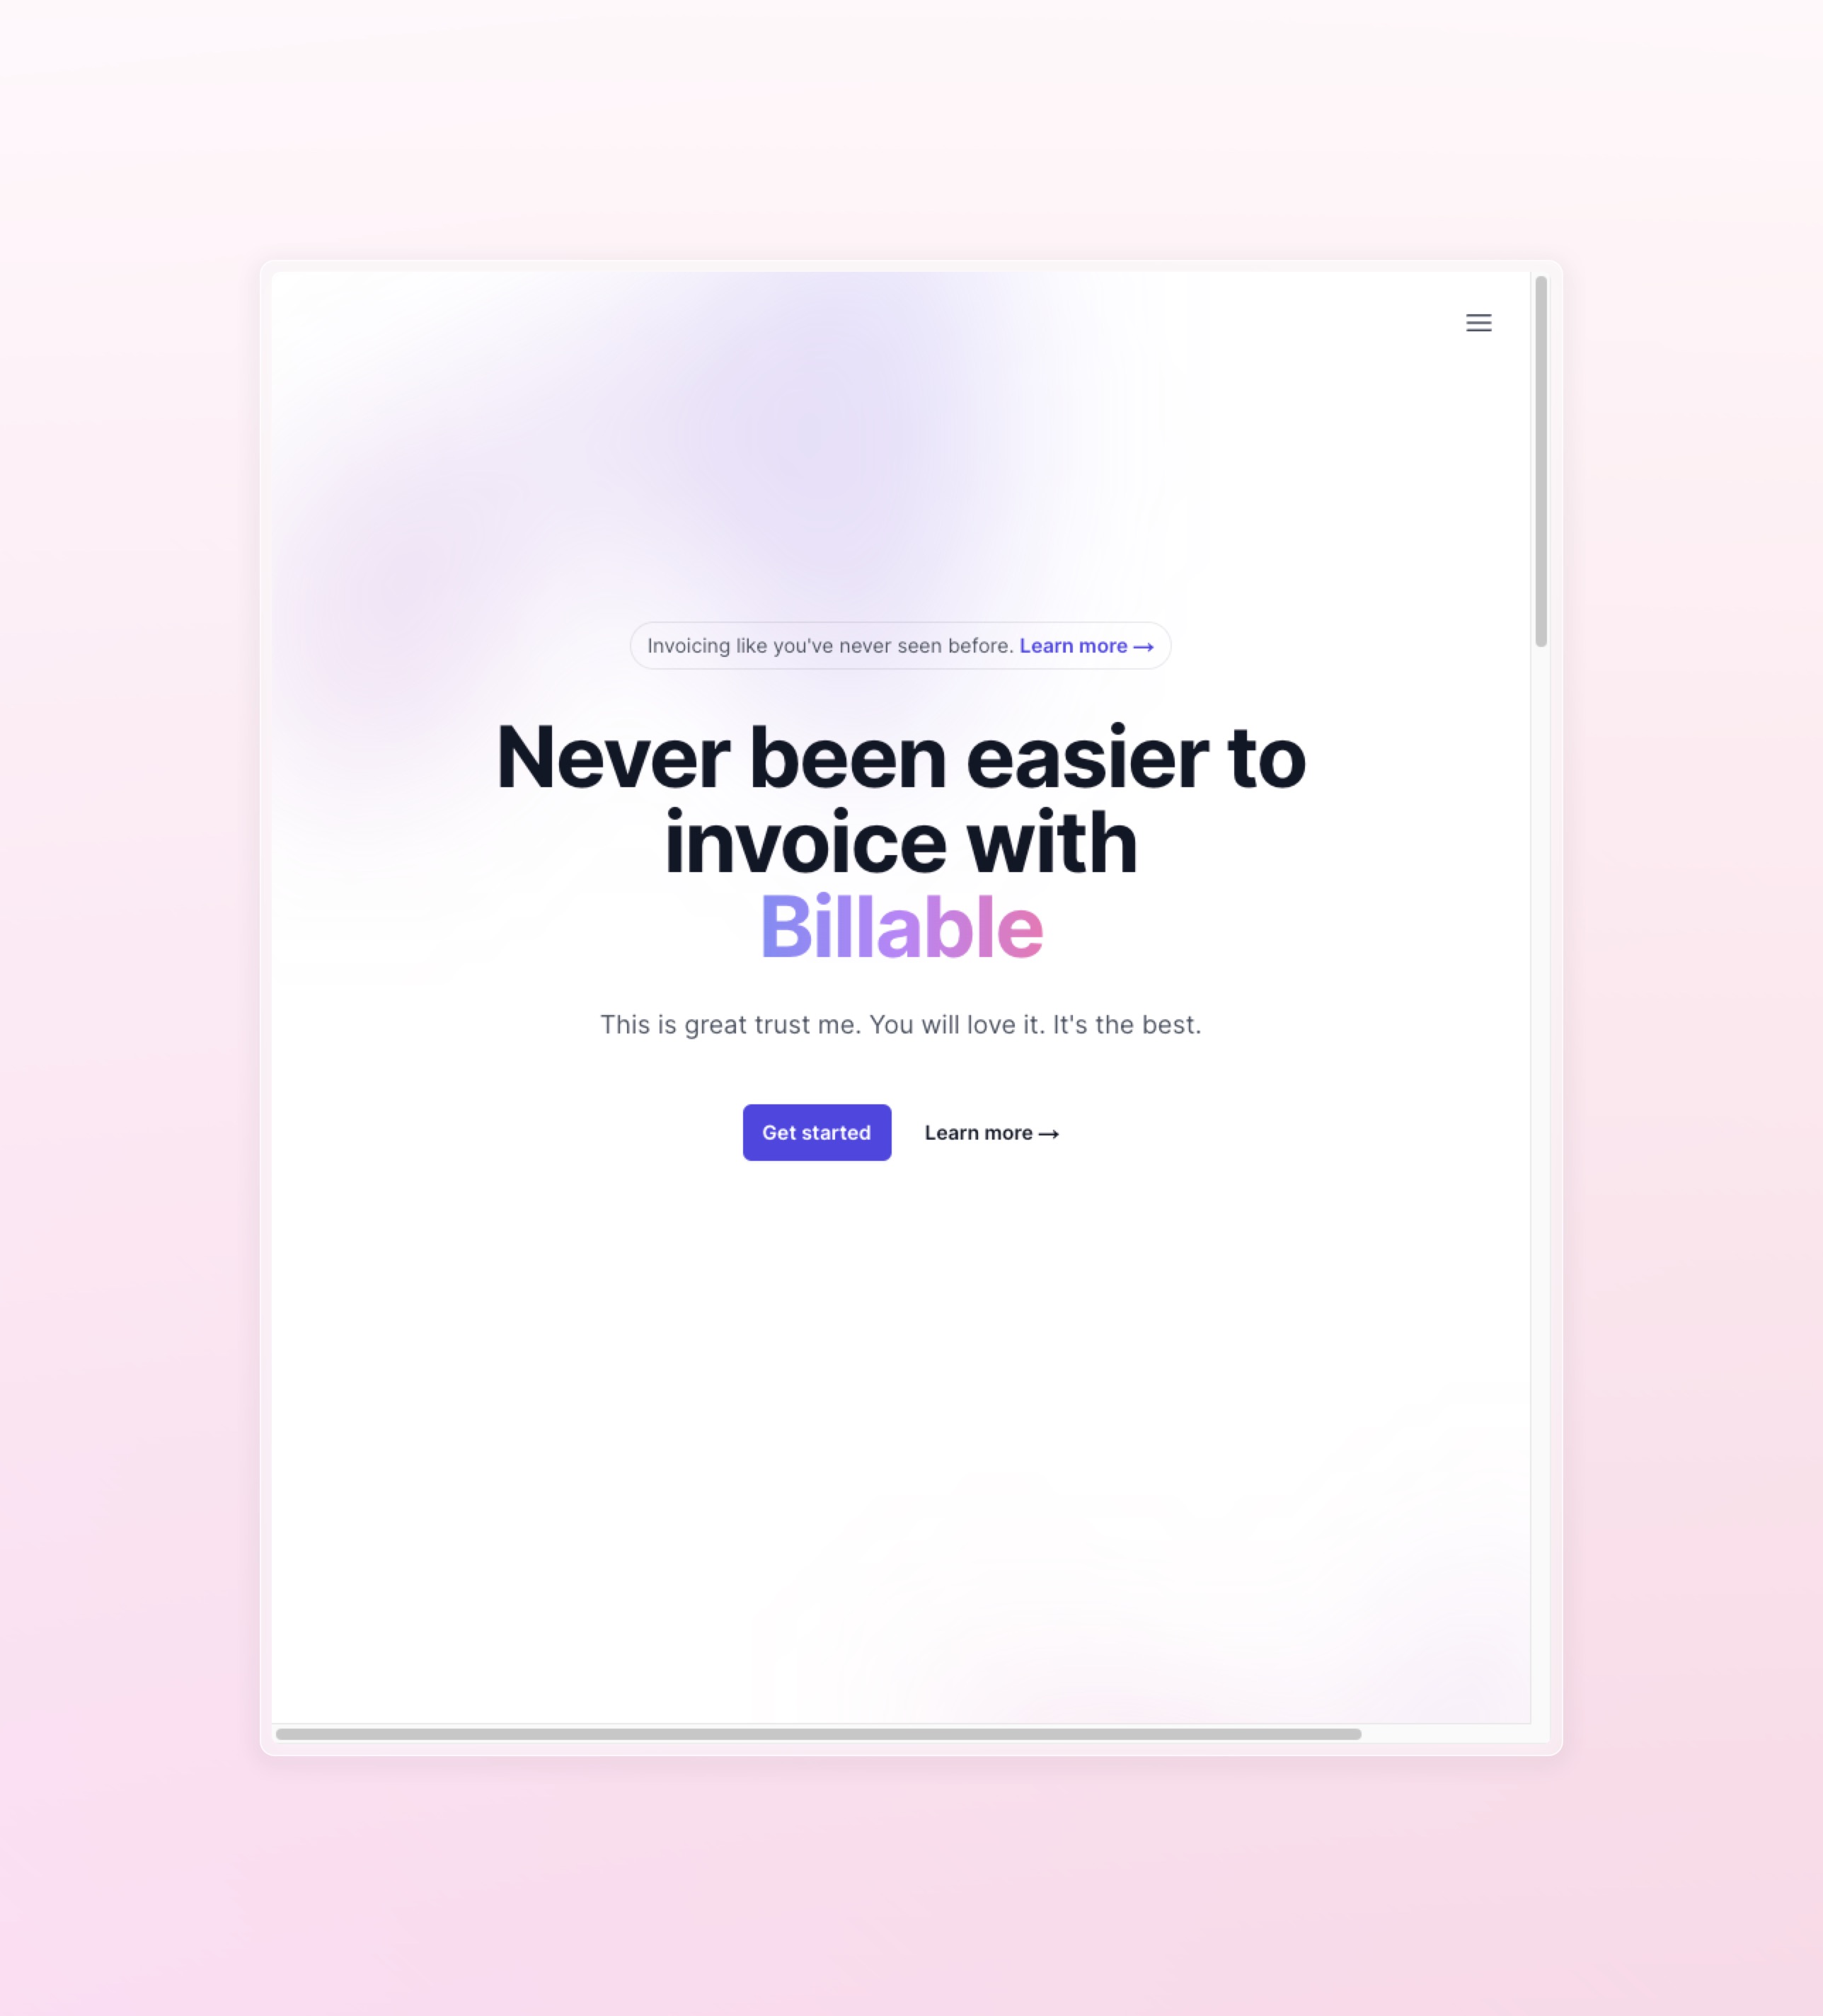 Invoicing like you've never seen before. Learn more →
Never been easier to
invoice with
Billable
This is great trust me. You will love it. It's the best.
Get started
Learn more →